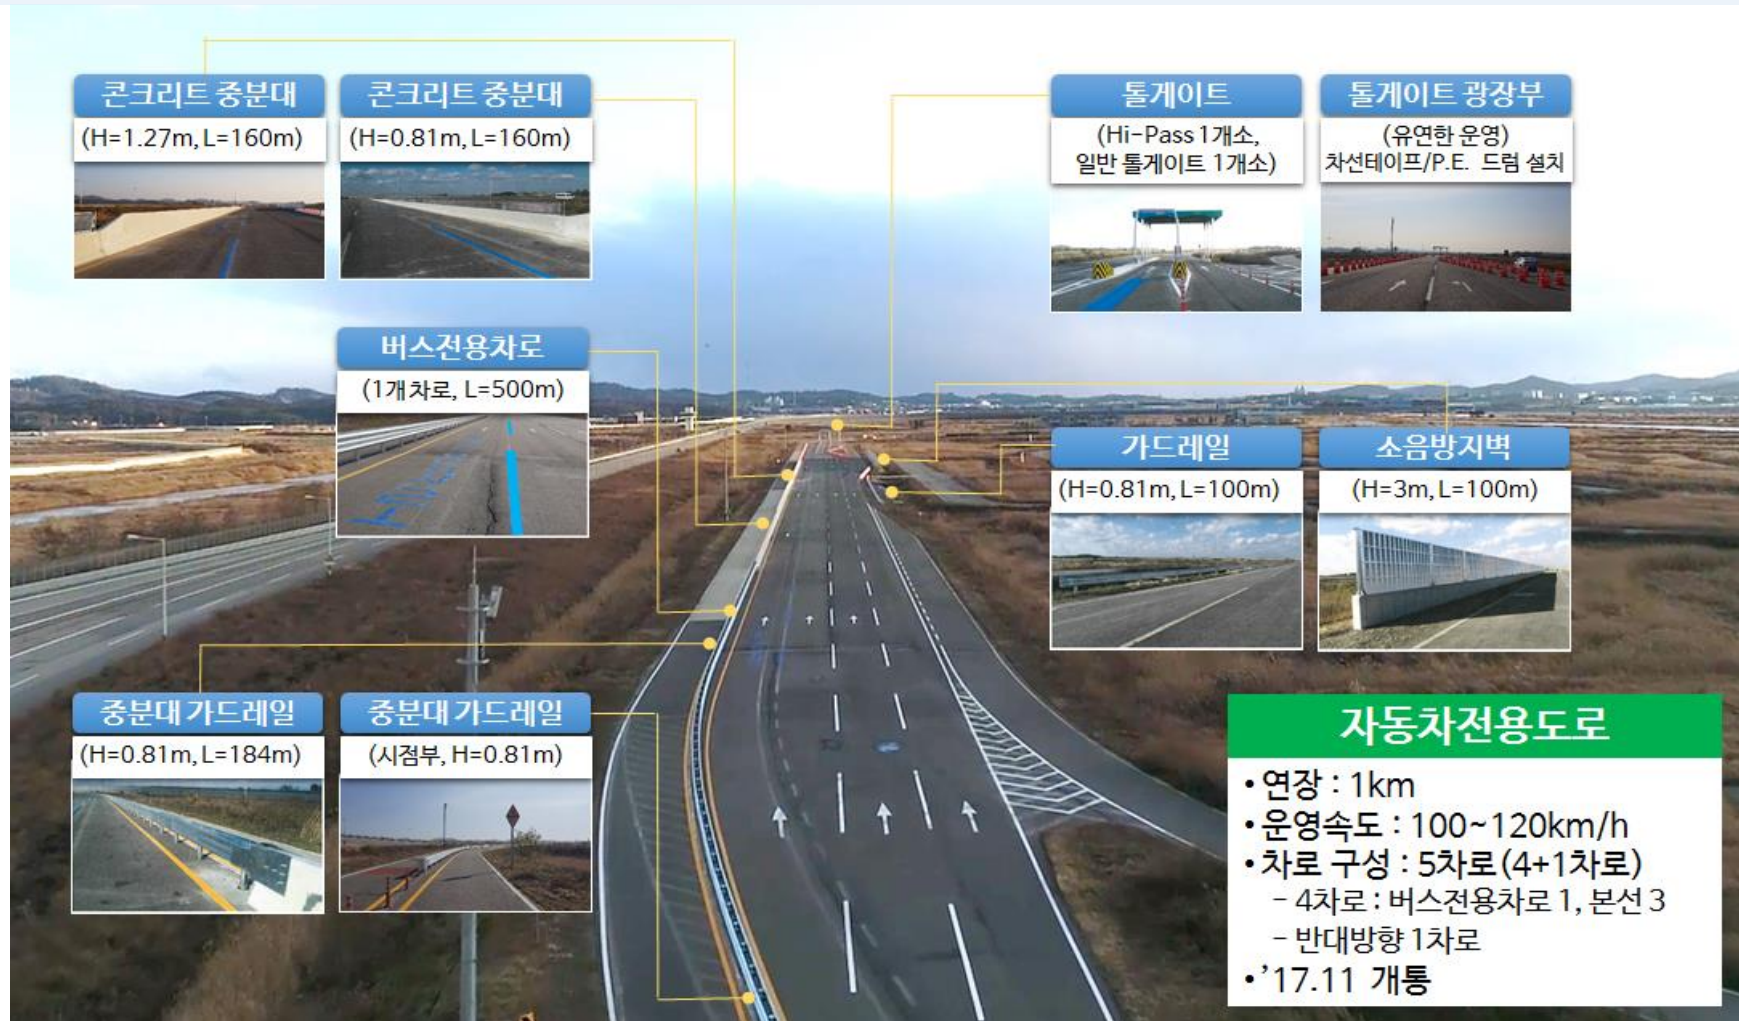 콘크리트 중분대
(H=1.27m, L=160m)
콘크리트 중분대
(H=0.81m, L=160m)
톨게이트
(Hi-Pass 1개소,
일반 톨게이트 1개소)
톨게이트 광장부
(유연한 운영)
차선테이프/P.E. 드럼 설치
버스전용차로
(1개 차로, L=500m)
가드레일
(H=0.81m, L=100m)
소음방지벽
(H=3m, L=100m)
중분대 가드레일
(H=0.81m, L=184m)
중분대 가드레일
(시점부, H=0.81m)
자동차전용도로
• 연장 : 1km
• 운영속도 : 100~120km/h
• 차로 구성 : 5차로(4+1차로)
- 4차로 : 버스전용차로 1, 본선 3
- 반대방향 1차로
• ’17.11 개통